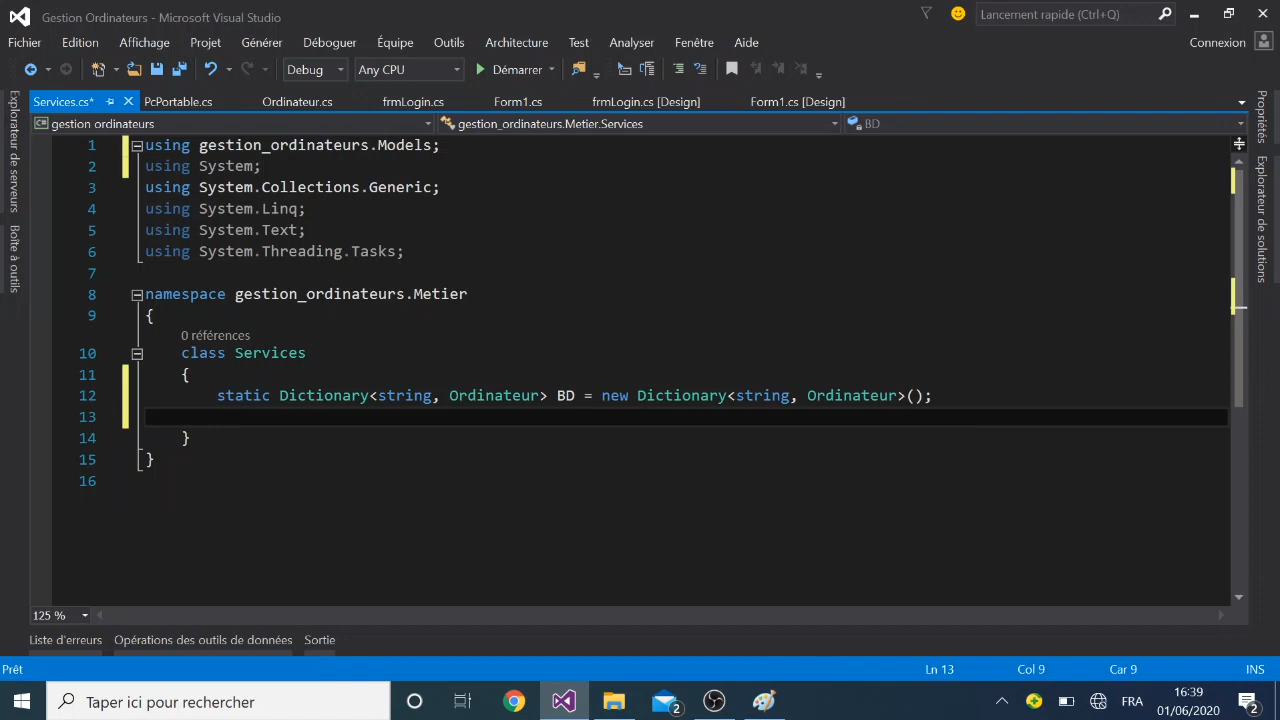 Gestion Ordinateurs - Microsoft Visual Studio
Lancement rapide (Ctrl+Q)
Fichier Edition Affichage Projet Générer Déboguer Équipe Outils Architecture Test Analyser Fenêtre Aide Connexion
Debug Any CPU Démarrer
Services.cs* PcPortable.cs Ordinateur.cs frmLogin.cs Form1.cs frmLogin.cs [Design] Form1.cs [Design]
gestion ordinateurs gestion_ordinateurs.Metier.Services BD
Explorateur de serveurs
Boîte à outils
1 using gestion_ordinateurs.Models;
2 using System;
3 using System.Collections.Generic;
4 using System.Linq;
5 using System.Text;
6 using System.Threading.Tasks;
7
8 namespace gestion_ordinateurs.Metier
9 {
0 références
10 class Services
11 {
12 static Dictionary<string, Ordinateur> BD = new Dictionary<string, Ordinateur>();
13
14 }
15 }
16
Propriétés
Explorateur de solutions
125 %
Liste d'erreurs Opérations des outils de données Sortie
Prêt Ln 13 Col 9 Car 9 INS
Taper ici pour rechercher
2
FRA
16:39
01/06/2020
2